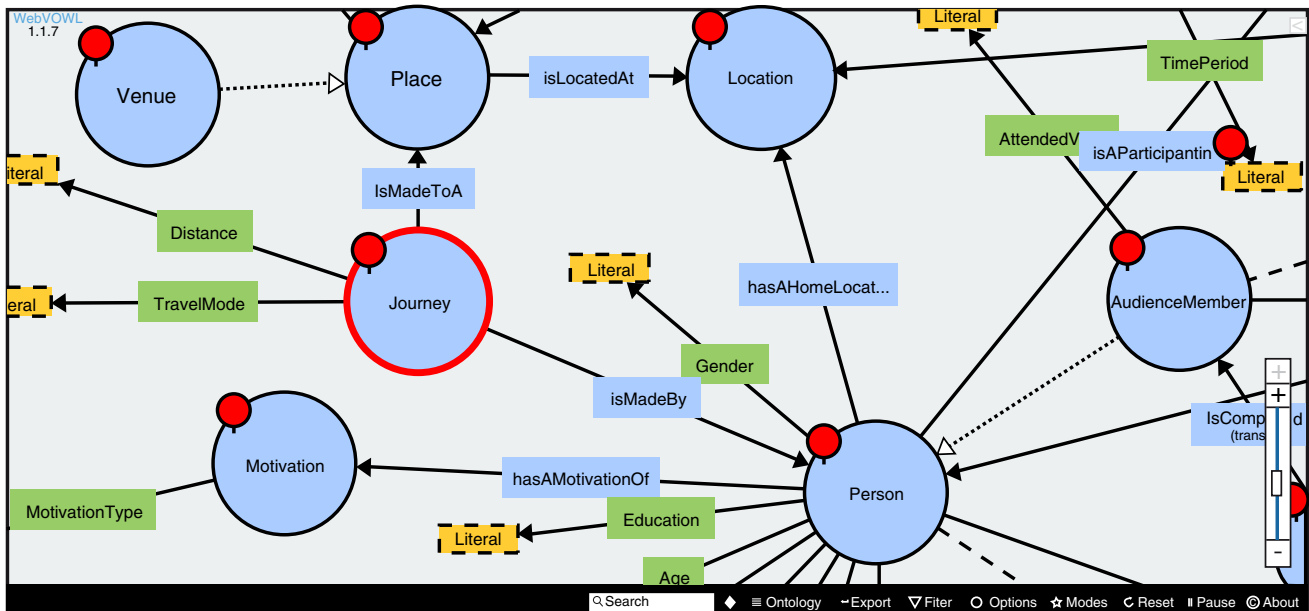 WebVOWL
1.1.7
Literal
<
Venue
Place
isLocatedAt
Location
TimePeriod
AttendedV
isAParticipantin
Literal
iteral
IsMadeToA
Distance
Literal
hasAHomeLocat...
eral
TravelMode
Journey
AudienceMember
Gender
isMadeBy
+
+
IsComp d
(trans
Motivation
hasAMotivationOf
Person
MotivationType
Education
Literal
Age
-
Search
Ontology
Export
Fiter
Options
Modes
Reset
Pause
©About